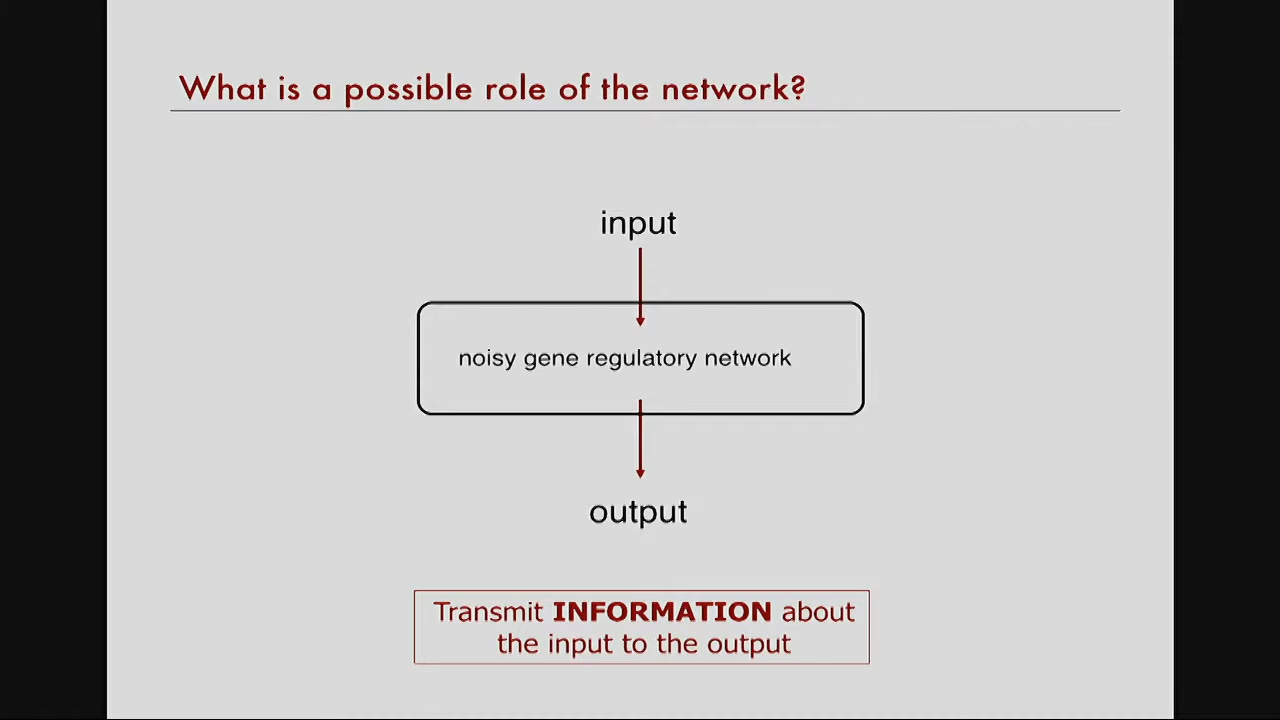 What is a possible role of the network?
input
noisy gene regulatory network
output
Transmit INFORMATION about
the input to the output